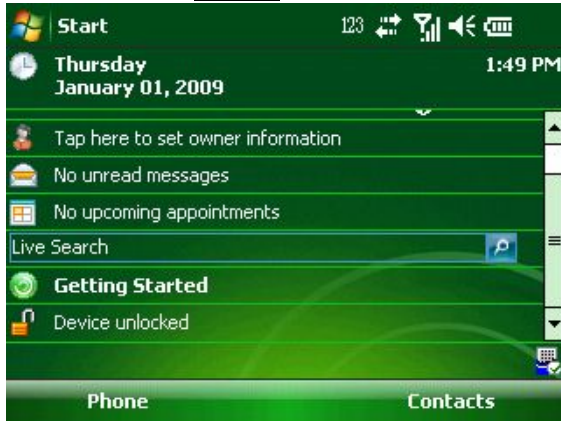 Start 123
Thursday 1:49 PM
January 01, 2009
Tap here to set owner information
No unread messages
No upcoming appointments
Live Search
Getting Started
Device unlocked
Phone Contacts